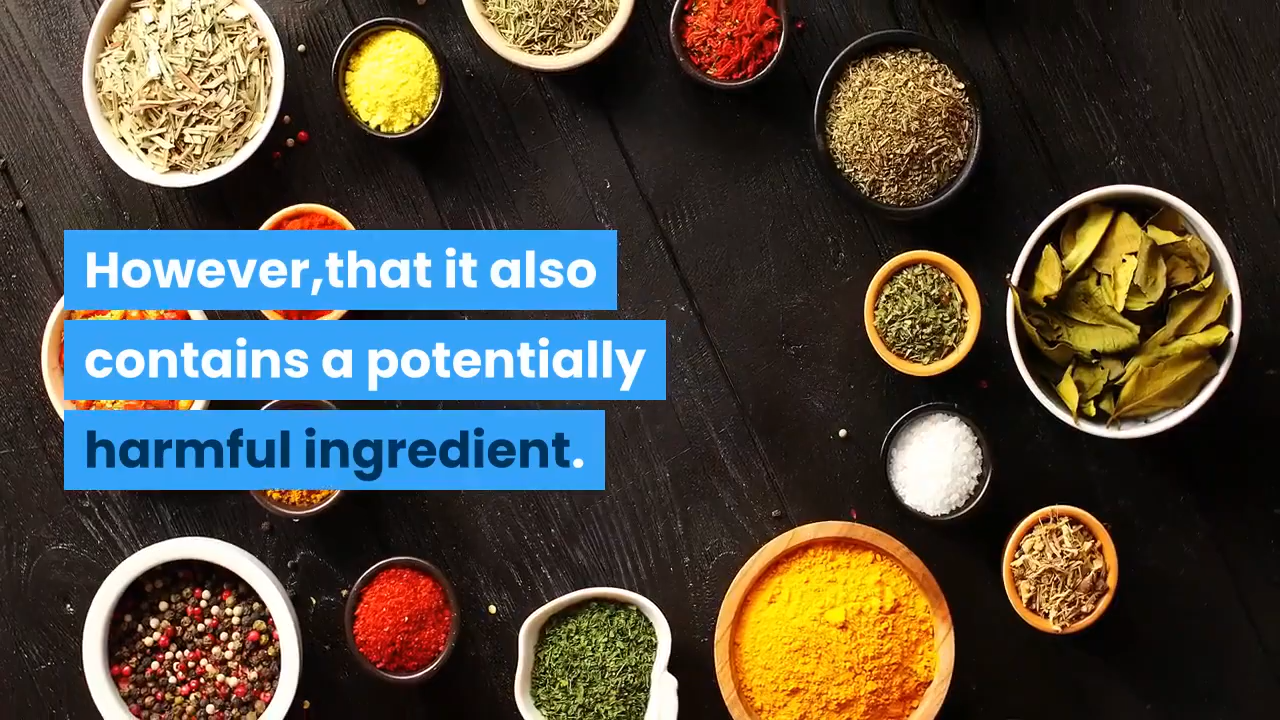 However,that it also
contains a potentially
harmful ingredient.